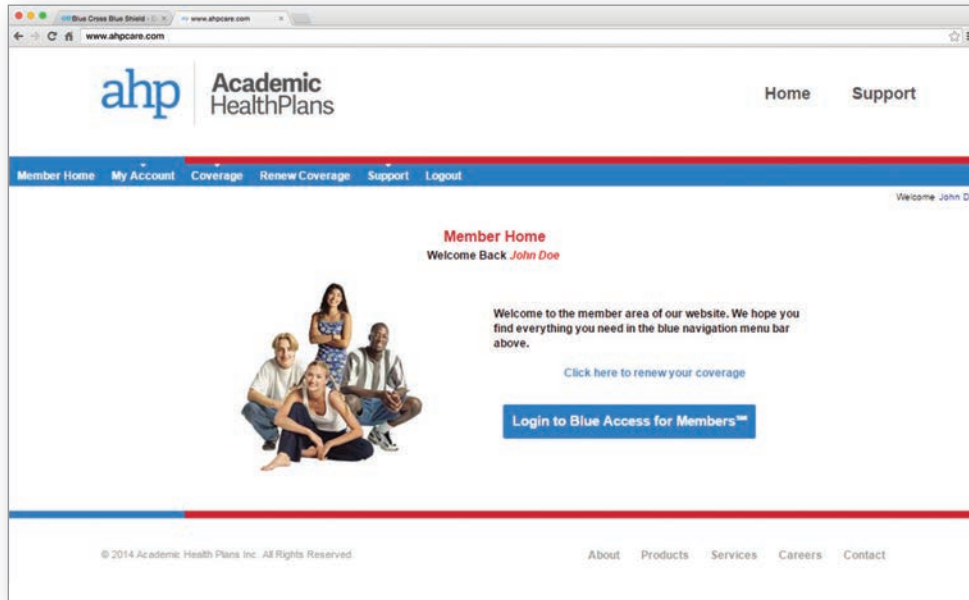 Blue Cross Blue Shield
www.ahpcare.com
www.ahpcare.com
ahp
Academic
HealthPlans
Home Support
Member Home My Account Coverage Renew Coverage Support Logout
Welcome John D
Member Home
Welcome Back John Doe
Welcome to the member area of our website. We hope you
find everything you need in the blue navigation menu bar
above.
Click here to renew your coverage
Login to Blue Access for Members℠
© 2014 Academic Health Plans Inc. All Rights Reserved.
About Products Services Careers Contact